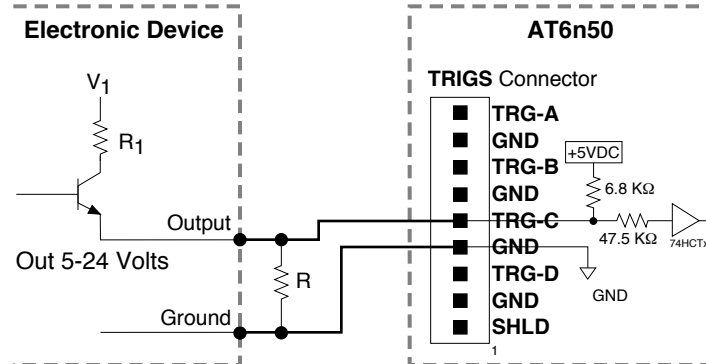 Electronic Device
AT6n50
V1
TRIGS Connector
R1
TRG-A
GND
TRG-B
+5VDC
GND
6.8 KΩ
Output
TRG-C
47.5 KΩ
74HCTx
Out 5-24 Volts
GND
R
TRG-D
GND
GND
Ground
SHLD
1